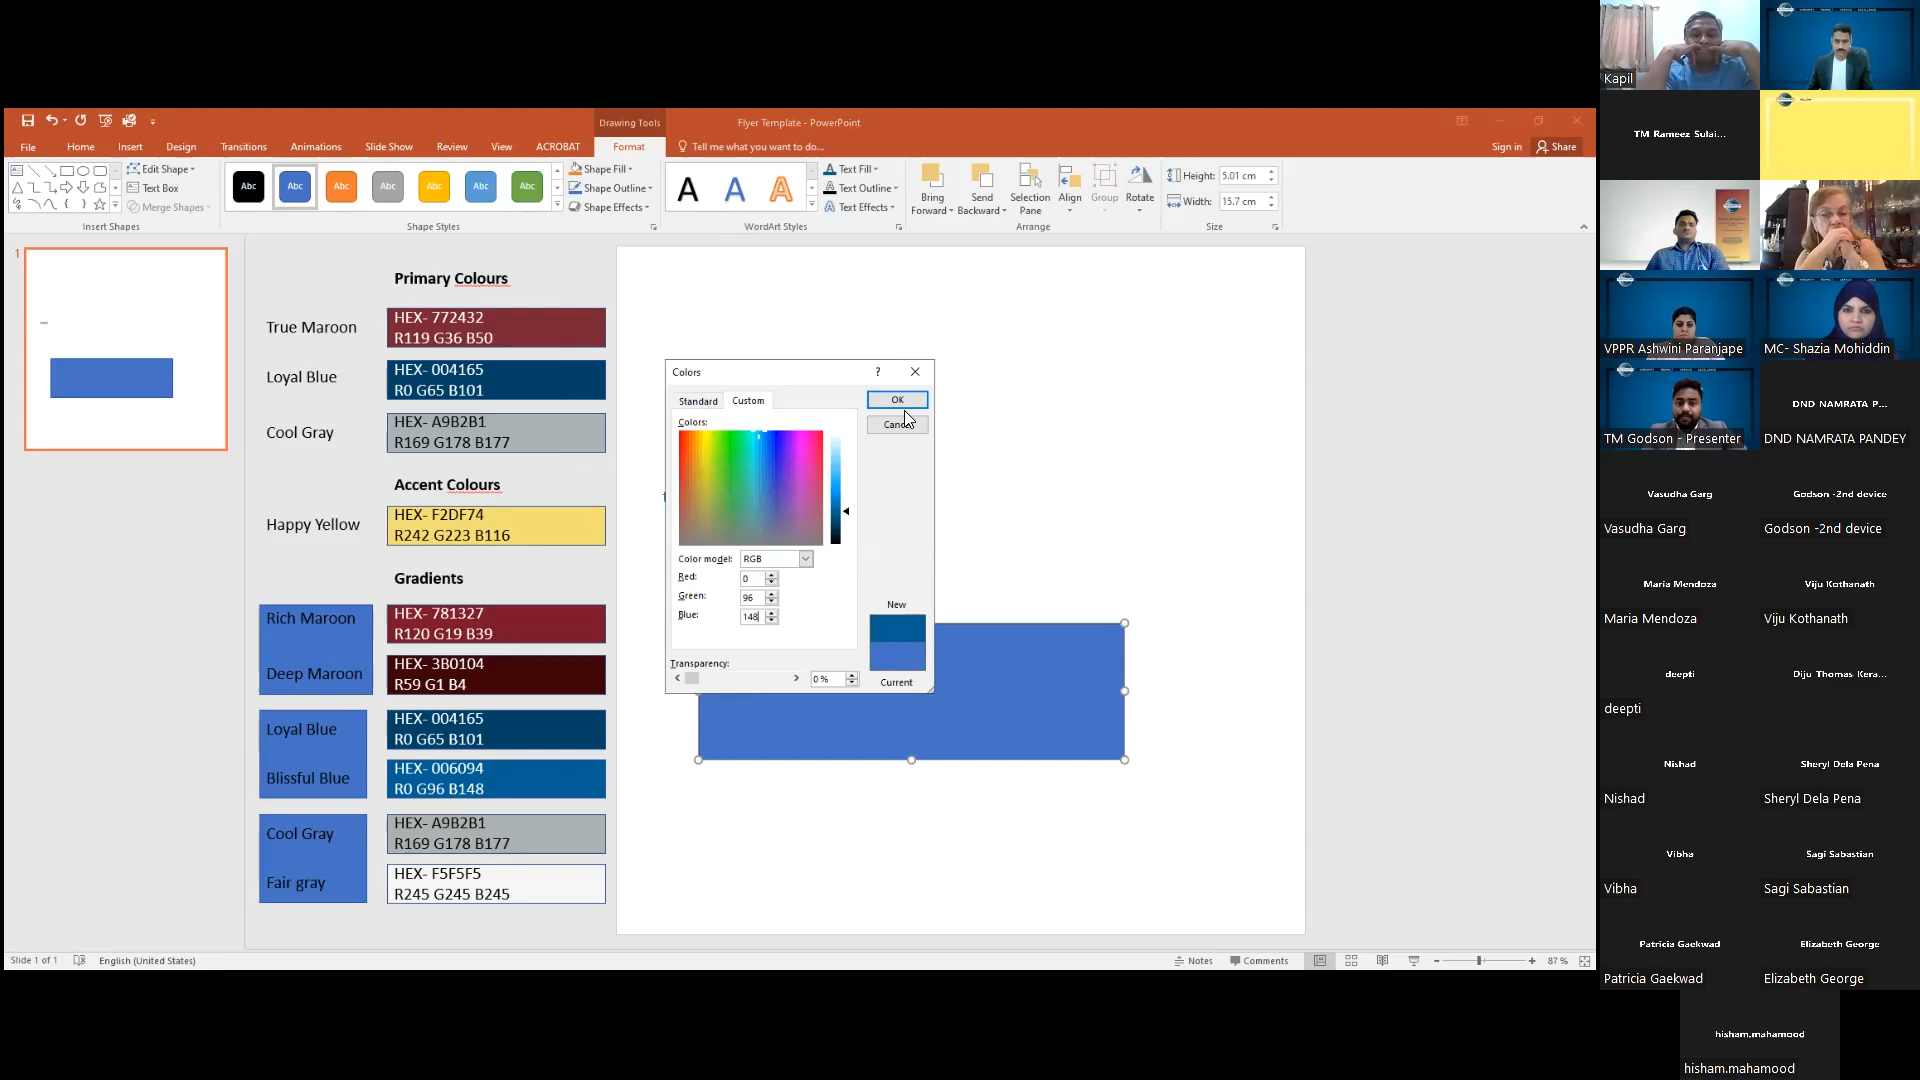 Drawing Tools
Flyer Template - PowerPoint
File
Home
Insert
Design
Transitions
Animations
Slide Show
Review
View
ACROBAT
Format
Tell me what you want to do...
Sign in
Share
Edit Shape
Text Box
Merge Shapes
Insert Shapes
Abc
Abc
Abc
Abc
Abc
Abc
Abc
Shape Fill
Shape Outline
Shape Effects
Shape Styles
A
A
A
Text Fill
Text Outline
Text Effects
WordArt Styles
Bring
Forward
Send
Backward
Selection
Pane
Align
Group
Rotate
Arrange
Height:
5.01 cm
Width:
15.7 cm
Size
1
Primary Colours
True Maroon
HEX- 772432
R119 G36 B50
Loyal Blue
HEX- 004165
R0 G65 B101
Cool Gray
HEX- A9B2B1
R169 G178 B177
Accent Colours
Happy Yellow
HEX- F2DF74
R242 G223 B116
Gradients
Rich Maroon
HEX- 781327
R120 G19 B39
Deep Maroon
HEX- 3B0104
R59 G1 B4
Loyal Blue
HEX- 004165
R0 G65 B101
Blissful Blue
HEX- 006094
R0 G96 B148
Cool Gray
HEX- A9B2B1
R169 G178 B177
Fair gray
HEX- F5F5F5
R245 G245 B245
Colors
?
Standard
Custom
OK
Colors:
Color model:
RGB
Red:
0
Green:
96
Blue:
148
New
Transparency:
0 %
Current
Slide 1 of 1
English (United States)
Notes
Comments
87 %
Kapil
TM Rameez Sulai...
VPPR Ashwini Paranjape
MC- Shazia Mohiddin
TM Godson - Presenter
DND NAMRATA P...
DND NAMRATA PANDEY
Vasudha Garg
Vasudha Garg
Godson -2nd device
Godson -2nd device
Maria Mendoza
Maria Mendoza
Viju Kothanath
Viju Kothanath
deepti
deepti
Diju Thomas Kera...
Nishad
Nishad
Sheryl Dela Pena
Sheryl Dela Pena
Vibha
Vibha
Sagi Sabastian
Sagi Sabastian
Patricia Gaekwad
Patricia Gaekwad
Elizabeth George
Elizabeth George
hisham.mahamood
hisham.mahamood